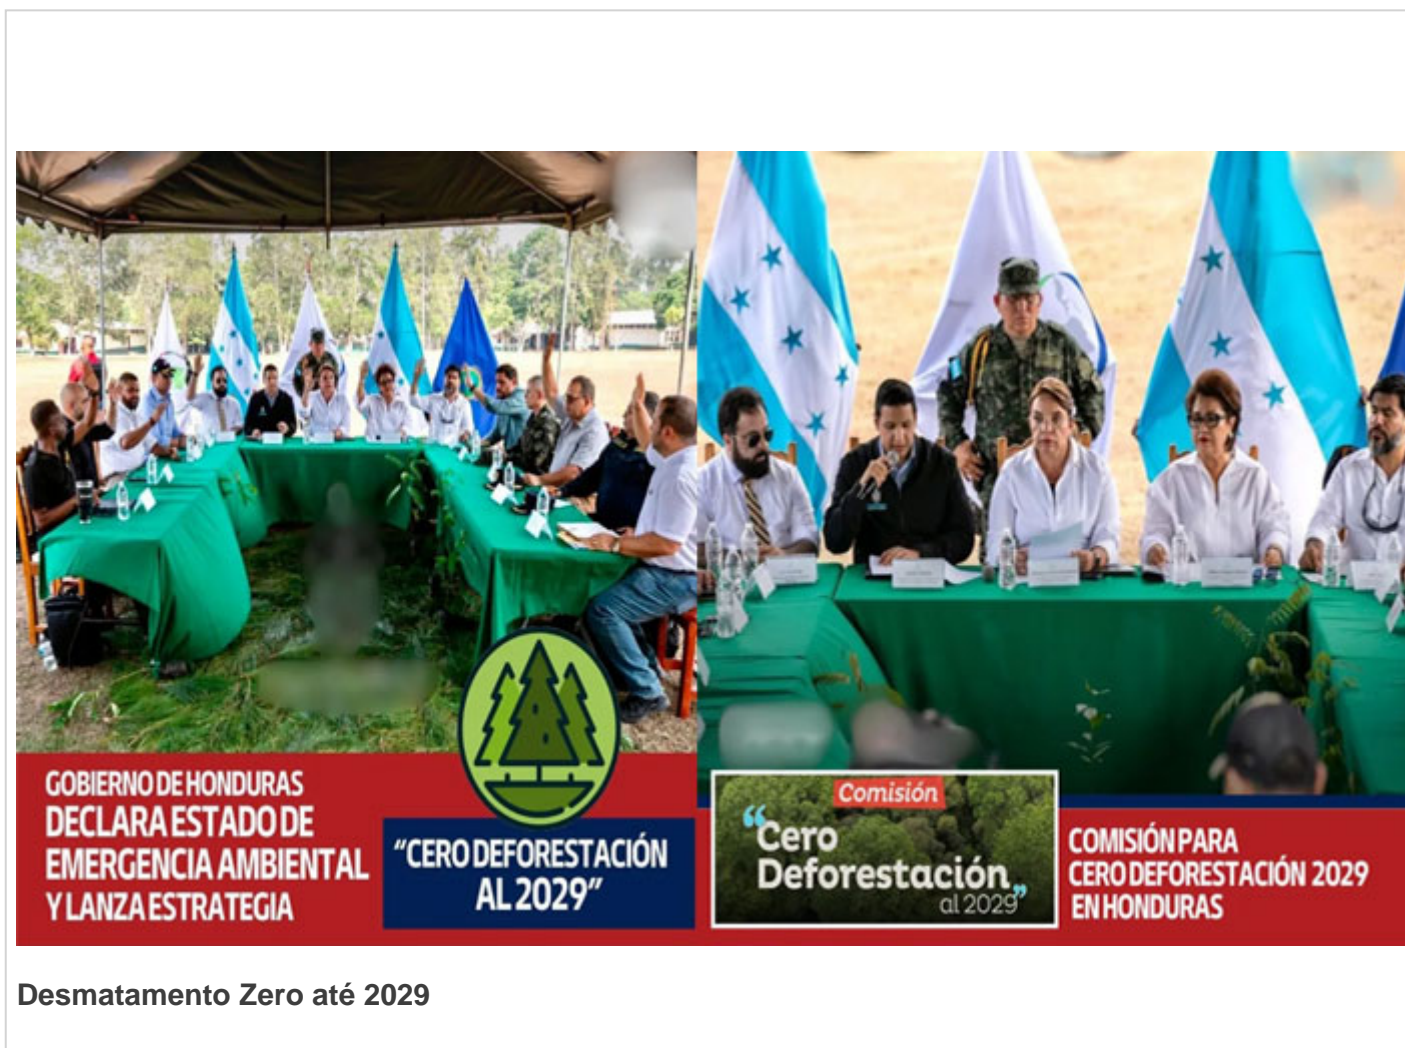 GOBIERNO DE HONDURAS
DECLARA ESTADO DE
EMERGENCIA AMBIENTAL
Y LANZA ESTRATEGIA
“CERO DEFORESTACIÓN
AL 2029”
Comisión
“Cero
Deforestación”
al 2029
COMISIÓN PARA
CERO DEFORESTACIÓN 2029
EN HONDURAS
Desmatamento Zero até 2029